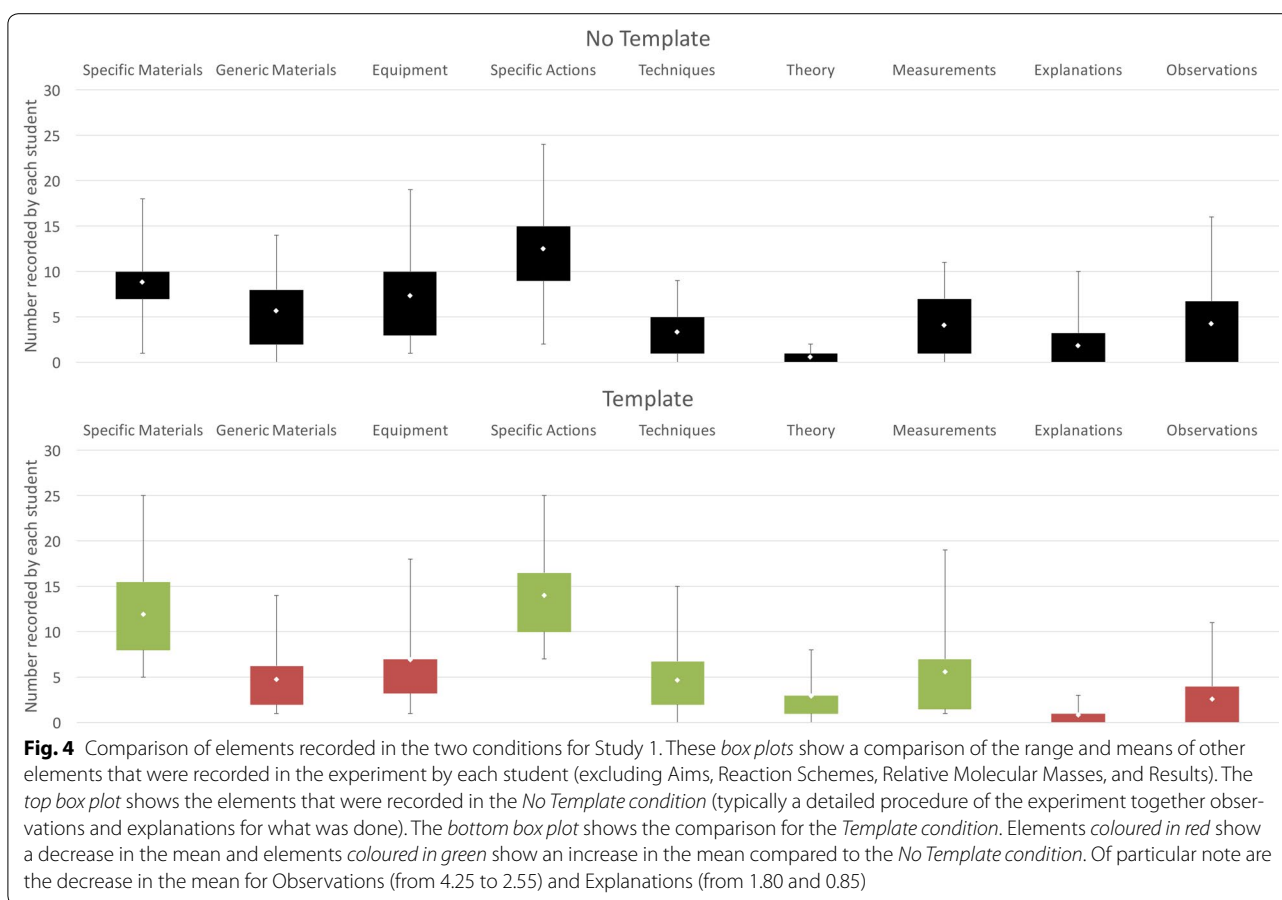 No Template
Specific Materials Generic Materials Equipment Specific Actions Techniques Theory Measurements Explanations Observations
Number recorded by each student
30
25
20
15
10
5
0
Template
Specific Materials Generic Materials Equipment Specific Actions Techniques Theory Measurements Explanations Observations
Number recorded by each student
30
25
20
15
10
5
0
Fig. 4 Comparison of elements recorded in the two conditions for Study 1. These box plots show a comparison of the range and means of other
elements that were recorded in the experiment by each student (excluding Aims, Reaction Schemes, Relative Molecular Masses, and Results). The
top box plot shows the elements that were recorded in the No Template condition (typically a detailed procedure of the experiment together obser-
vations and explanations for what was done). The bottom box plot shows the comparison for the Template condition. Elements coloured in red show
a decrease in the mean and elements coloured in green show an increase in the mean compared to the No Template condition. Of particular note are
the decrease in the mean for Observations (from 4.25 to 2.55) and Explanations (from 1.80 and 0.85)